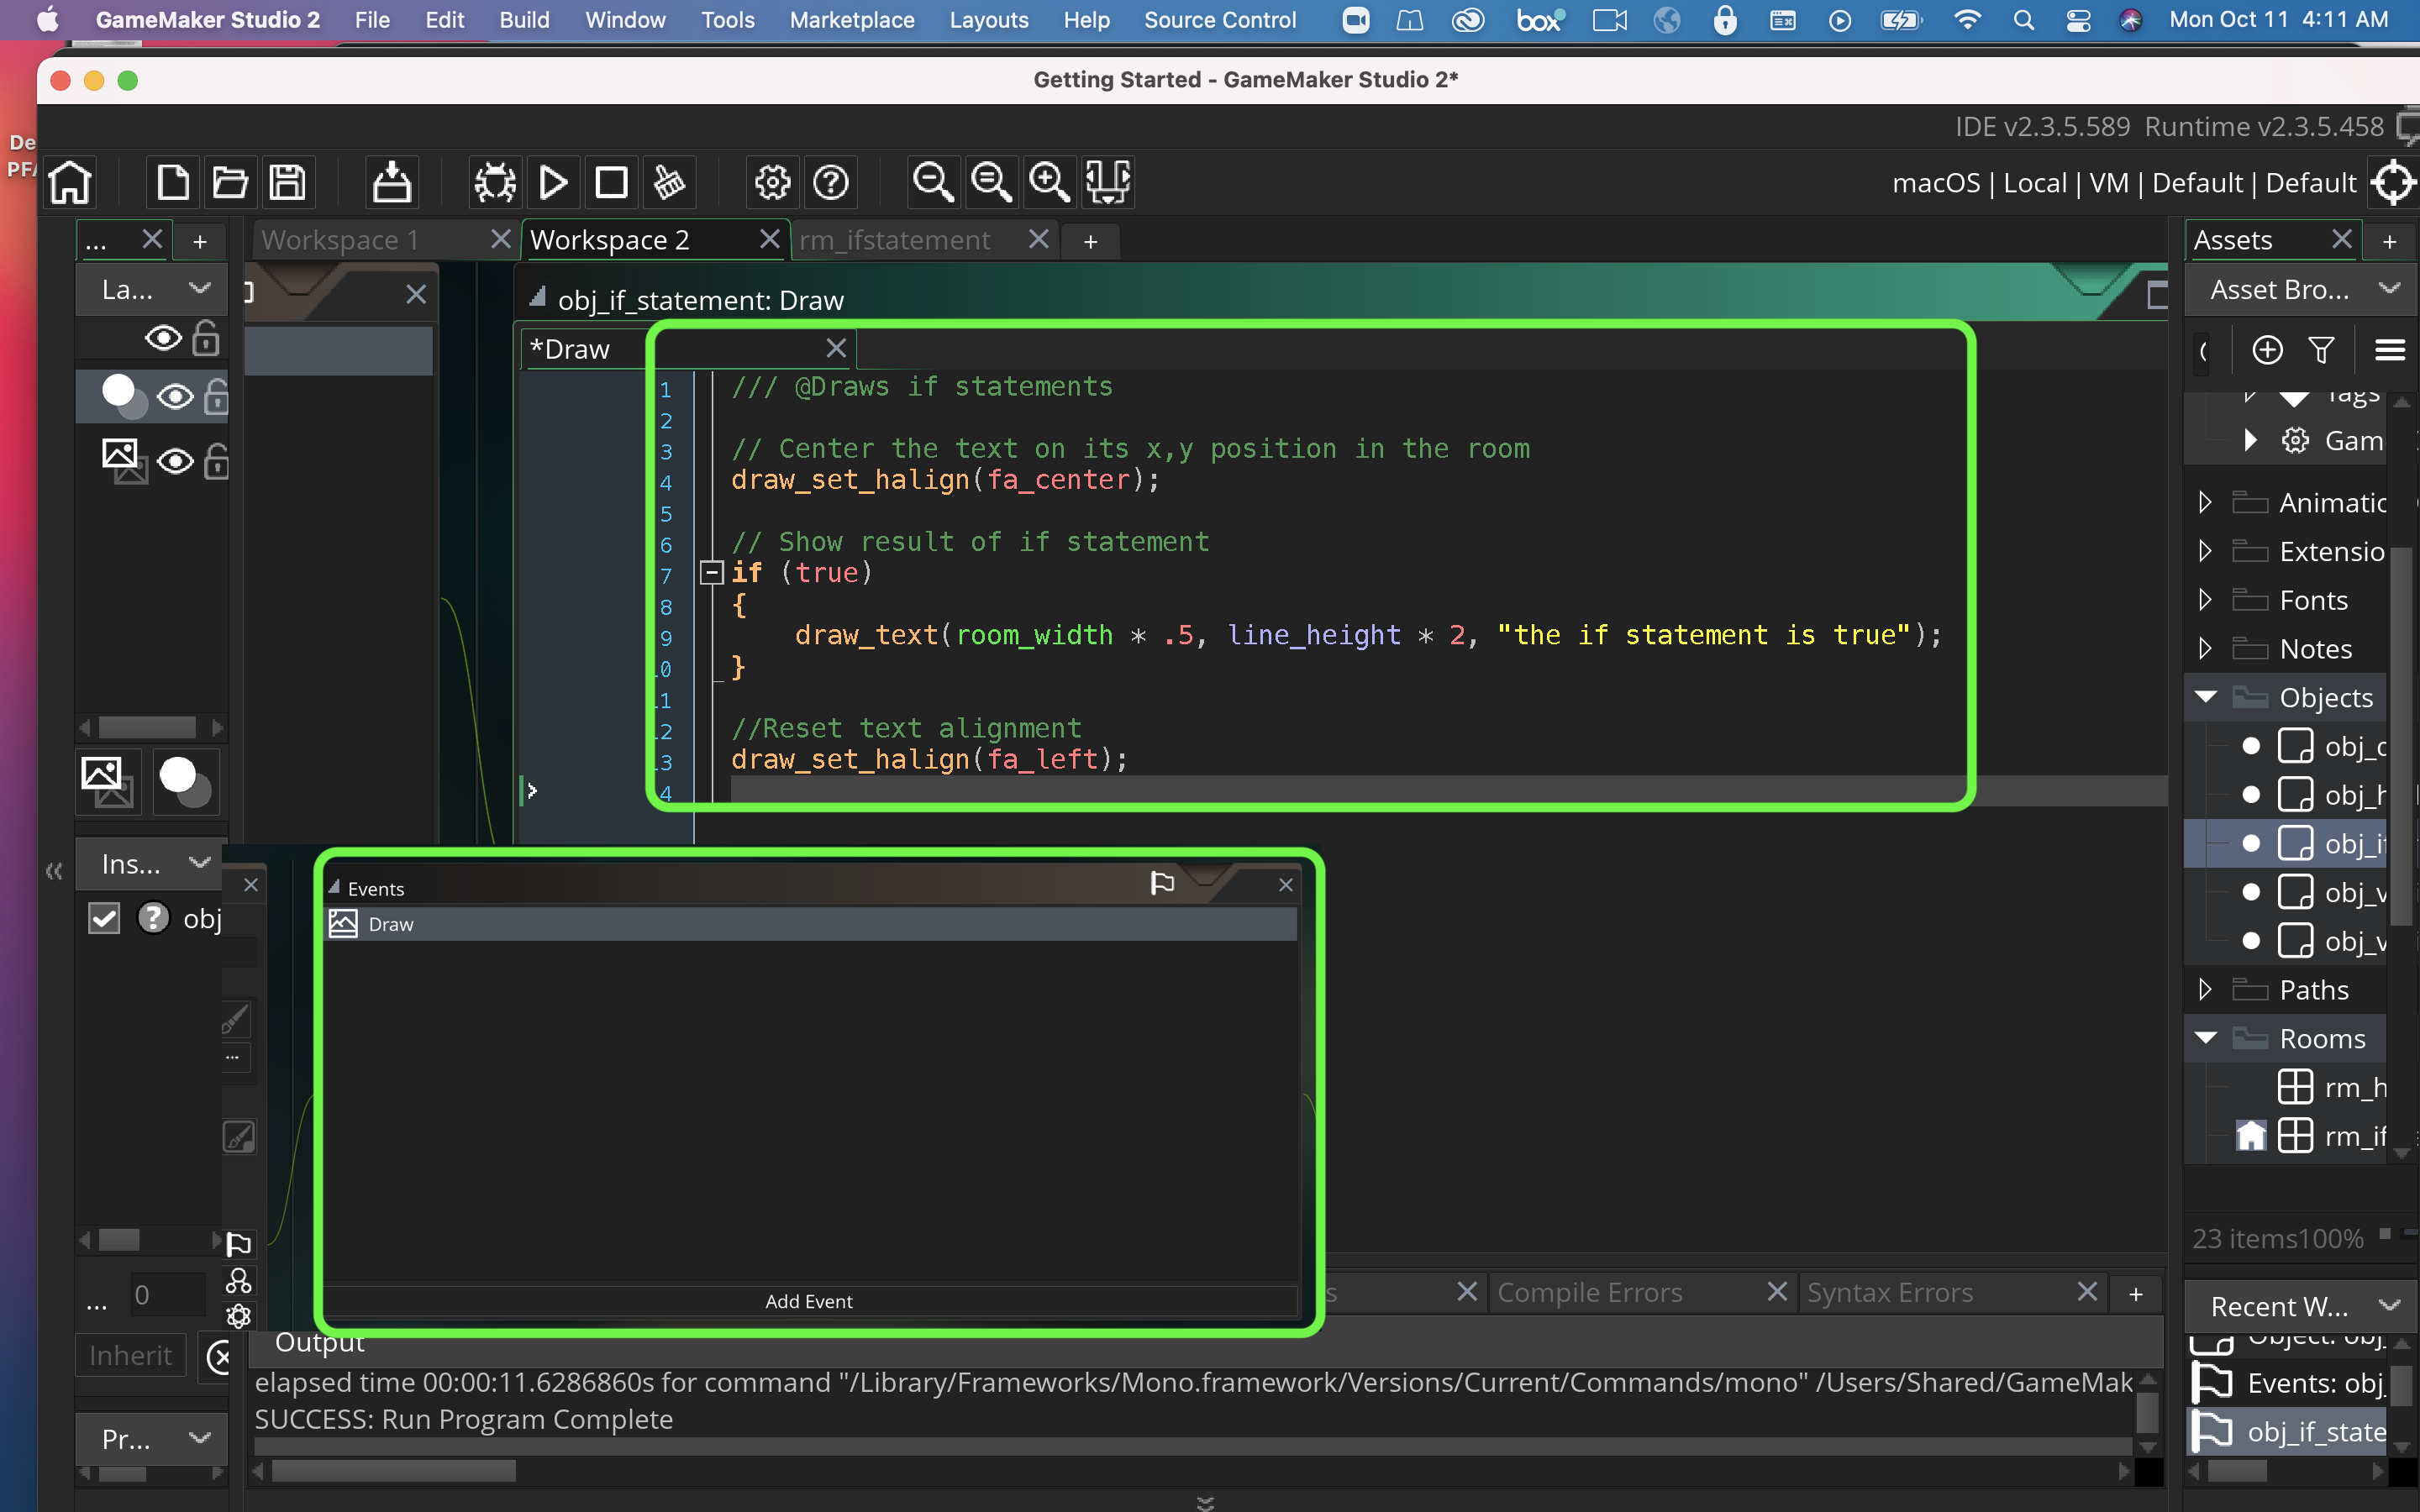 GameMaker Studio 2 File Edit Build Window Tools Marketplace Layouts Help Source Control box Mon Oct 11 4:11 AM
Getting Started - GameMaker Studio 2*
De
PFA
IDE v2.3.5.589 Runtime v2.3.5.458
macOS | Local | VM | Default | Default
... + Workspace 1 Workspace 2 rm_ifstatement + Assets +
La...
obj_if_statement: Draw
Asset Bro...
*Draw
1 /// @Draws if statements
2
3 // Center the text on its x,y position in the room
4 draw_set_halign(fa_center);
5
6 // Show result of if statement
7 if (true)
8 {
9 draw_text(room_width * .5, line_height * 2, "the if statement is true");
10 }
11
12 //Reset text alignment
13 draw_set_halign(fa_left);
14
Tags
Gam
Animatic
Extensio
Fonts
Notes
Objects
obj_
obj_h
obj_if
obj_v
obj_v
Paths
Rooms
rm_h
rm_if
23 items100%
Recent W...
Object: obj_
Events: obj_
obj_if_state
Ins...
obj
... 0
Inherit
Pr...
Events
Draw
...
Add Event
s Compile Errors Syntax Errors +
Output
elapsed time 00:00:11.6286860s for command "/Library/Frameworks/Mono.framework/Versions/Current/Commands/mono" /Users/Shared/GameMak
SUCCESS: Run Program Complete